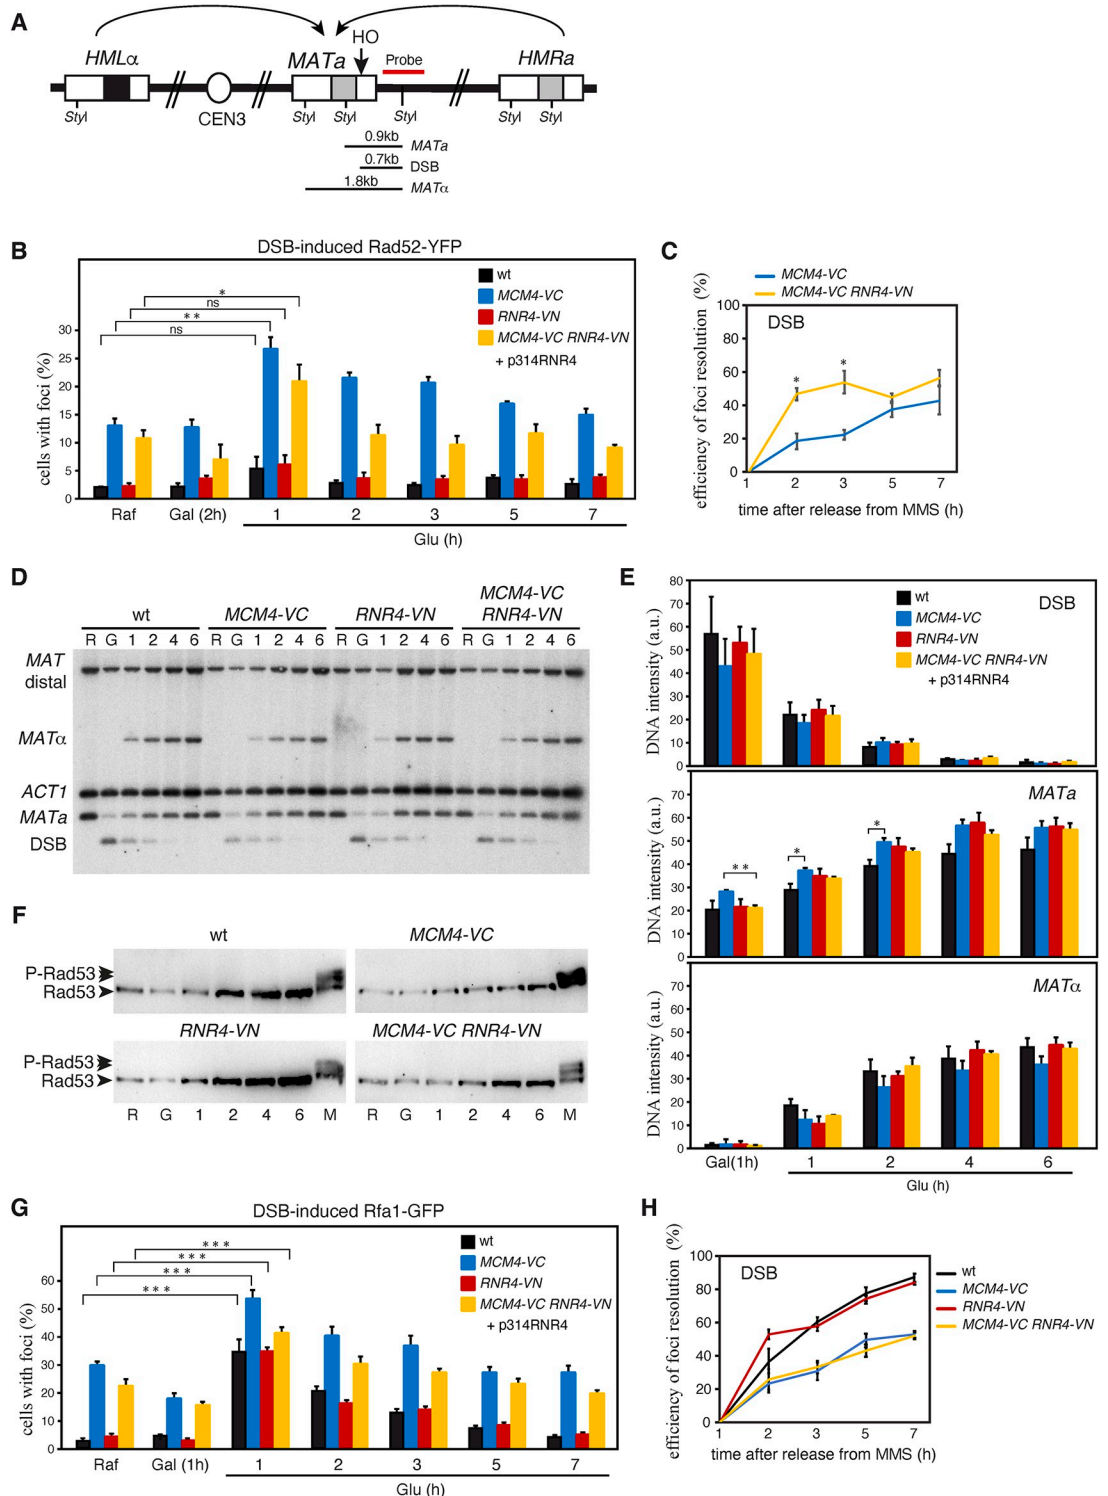 A
HO
HMLα
MATa
Probe
HMRa
StyI
CEN3
StyI
StyI
StyI
StyI
StyI
0.9kb
MATa
0.7kb
DSB
1.8kb
MATα
B
DSB-induced Rad52-YFP
cells with foci (%)
30
25
20
15
10
5
0
*
ns
* *
ns
wt
MCM4-VC
RNR4-VN
MCM4-VC RNR4-VN
+ p314RNR4
Raf
Gal (2h)
1
2
3
5
7
Glu (h)
C
MCM4-VC
MCM4-VC RNR4-VN
efficiency of foci resolution (%)
100
80
60
40
20
0
DSB
*
*
1
2
3
5
7
time after release from MMS (h)
D
wt
MCM4-VC
RNR4-VN
MCM4-VC
RNR4-VN
R G 1 2 4 6 R G 1 2 4 6 R G 1 2 4 6 R G 1 2 4 6
MAT
distal
MATα
ACT1
MATa
DSB
E
DNA intensity (a.u.)
80
70
60
50
40
30
20
10
0
wt
MCM4-VC
RNR4-VN
MCM4-VC RNR4-VN
+ p314RNR4
DSB
DNA intensity (a.u.)
70
60
50
40
30
20
10
0
* *
*
*
MATa
DNA intensity (a.u.)
70
60
50
40
30
20
10
0
MATα
Gal(1h)
1
2
4
6
Glu (h)
F
wt
MCM4-VC
P-Rad53
Rad53
RNR4-VN
MCM4-VC RNR4-VN
P-Rad53
Rad53
R G 1 2 4 6 M R G 1 2 4 6 M
G
DSB-induced Rfa1-GFP
cells with foci (%)
60
50
40
30
20
10
0
* * *
* * *
* * *
* * *
wt
MCM4-VC
RNR4-VN
MCM4-VC RNR4-VN
+ p314RNR4
Raf
Gal (1h)
1
2
3
5
7
Glu (h)
H
efficiency of foci resolution (%)
100
80
60
40
20
0
DSB
wt
MCM4-VC
RNR4-VN
MCM4-VC RNR4-VN
1
2
3
5
7
time after release from MMS (h)